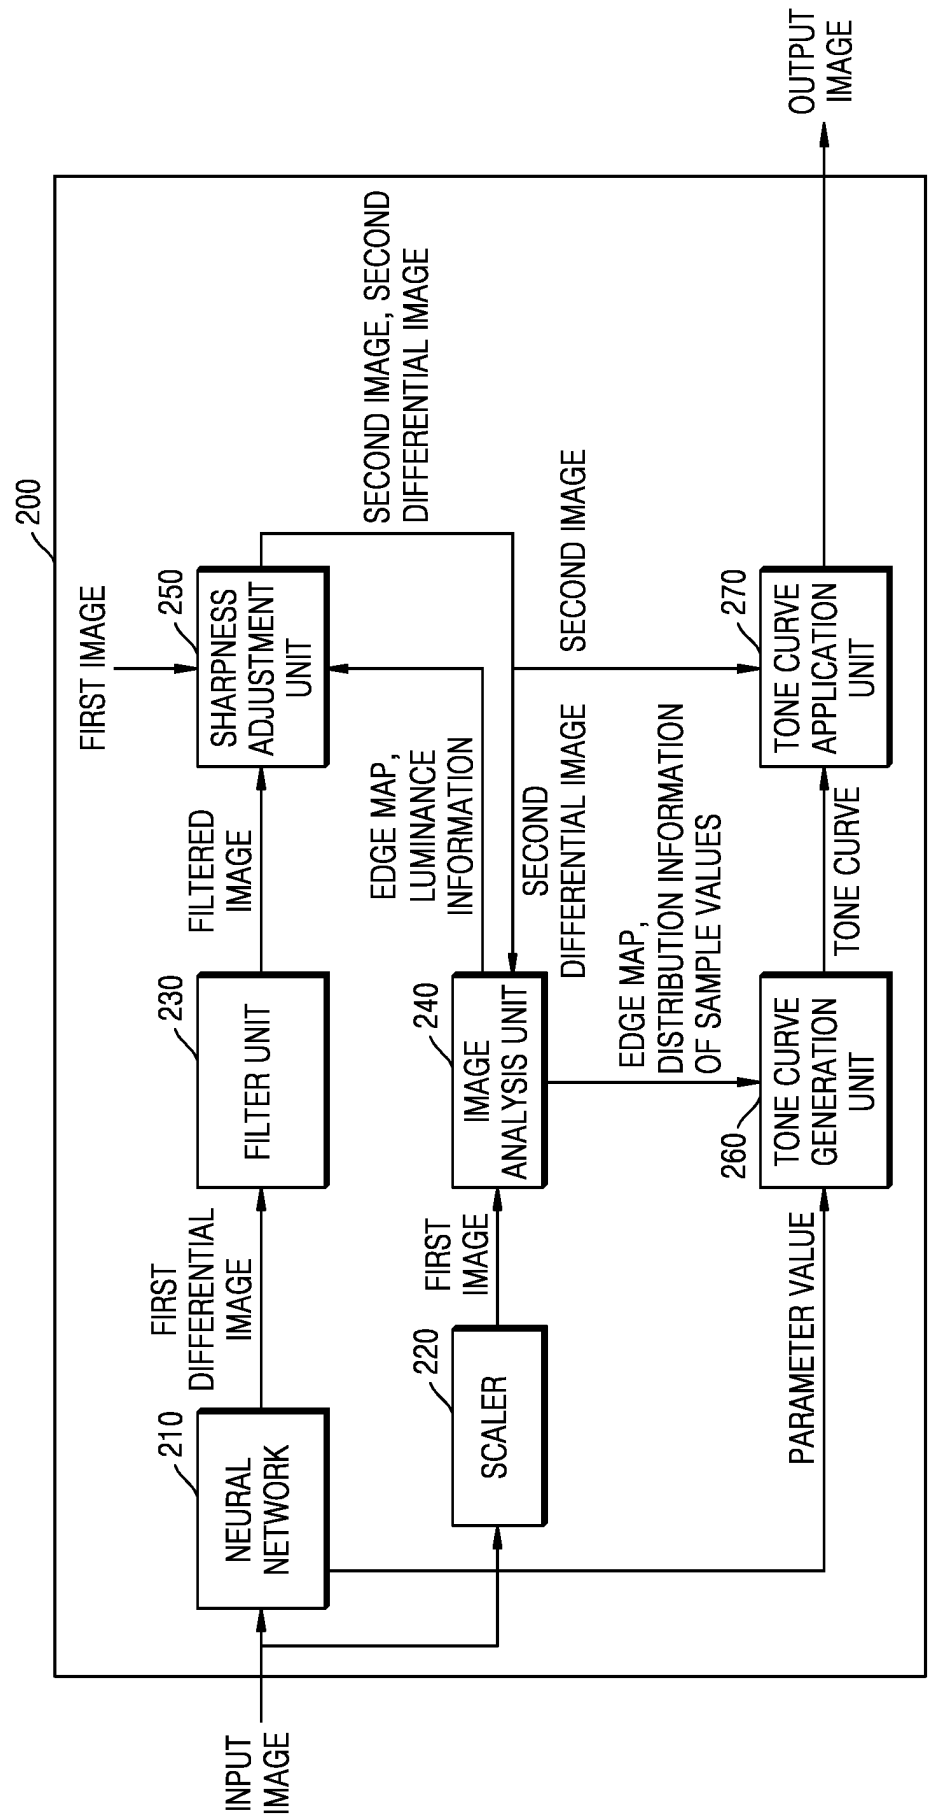 200
INPUT
IMAGE
210
NEURAL
NETWORK
FIRST
DIFFERENTIAL
IMAGE
230
FILTER UNIT
FILTERED
IMAGE
FIRST IMAGE
250
SHARPNESS
ADJUSTMENT
UNIT
SECOND IMAGE, SECOND
DIFFERENTIAL IMAGE
220
SCALER
FIRST
IMAGE
240
IMAGE
ANALYSIS UNIT
EDGE MAP,
LUMINANCE
INFORMATION
SECOND
DIFFERENTIAL IMAGE
SECOND IMAGE
EDGE MAP,
DISTRIBUTION INFORMATION
OF SAMPLE VALUES
PARAMETER VALUE
260
TONE CURVE
GENERATION
UNIT
TONE CURVE
270
TONE CURVE
APPLICATION
UNIT
OUTPUT
IMAGE